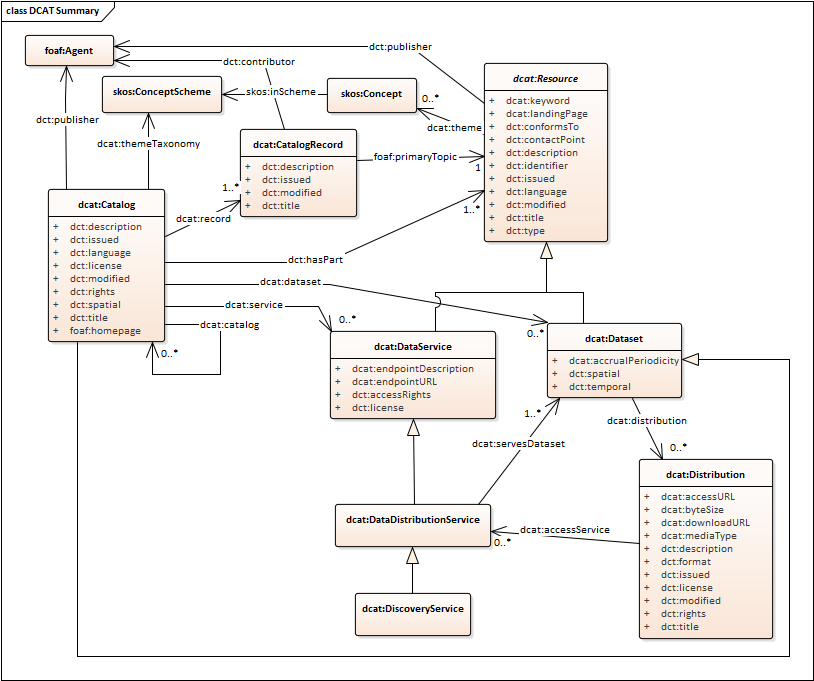 class DCAT Summary
foaf:Agent
dct:publisher
dct:contributor
skos:ConceptScheme
skos:inScheme
skos:Concept
0..*
dcat:theme
dcat:Resource
+ dcat:keyword
+ dcat:landingPage
+ dct:conformsTo
+ dct:contactPoint
+ dct:description
+ dct:identifier
+ dct:issued
+ dct:language
+ dct:modified
+ dct:title
+ dct:type
dct:publisher
dcat:themeTaxonomy
dcat:CatalogRecord
+ dct:description
+ dct:issued
+ dct:modified
+ dct:title
foaf:primaryTopic
1
1..*
dcat:record
dcat:Catalog
+ dct:description
+ dct:issued
+ dct:language
+ dct:license
+ dct:modified
+ dct:rights
+ dct:spatial
+ dct:title
+ foaf:homepage
1..*
dct:hasPart
dcat:dataset
0..*
dcat:service
0..*
dcat:catalog
0..*
dcat:DataService
+ dcat:endpointDescription
+ dcat:endpointURL
+ dct:accessRights
+ dct:license
dcat:Dataset
+ dcat:accrualPeriodicity
+ dct:spatial
+ dct:temporal
1..*
dcat:servesDataset
dcat:distribution
0..*
dcat:Distribution
+ dcat:accessURL
+ dcat:byteSize
+ dcat:downloadURL
+ dcat:mediaType
+ dct:description
+ dct:format
+ dct:issued
+ dct:license
+ dct:modified
+ dct:rights
+ dct:title
dcat:DataDistributionService
dcat:accessService
0..*
dcat:DiscoveryService